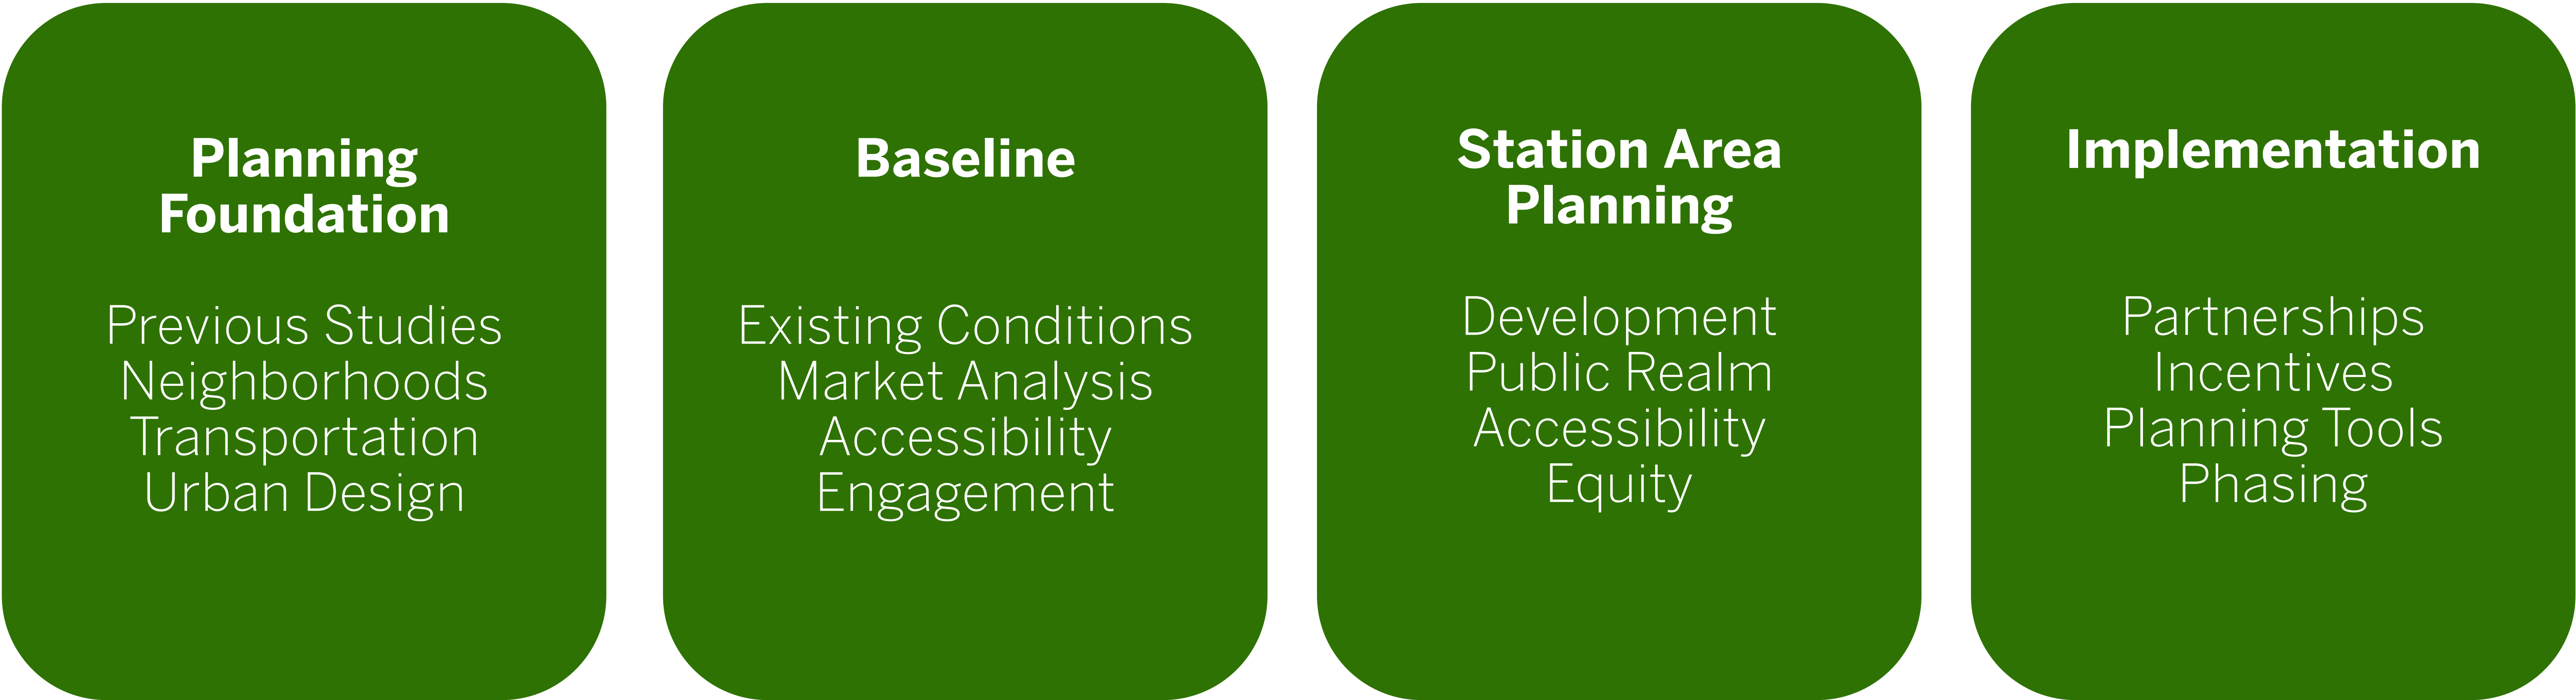 Planning
Foundation
Previous Studies
Neighborhoods
Transportation
Urban Design
Baseline
Existing Conditions
Market Analysis
Accessibility
Engagement
Station Area
Planning
Development
Public Realm
Accessibility
Equity
Implementation
Partnerships
Incentives
Planning Tools
Phasing